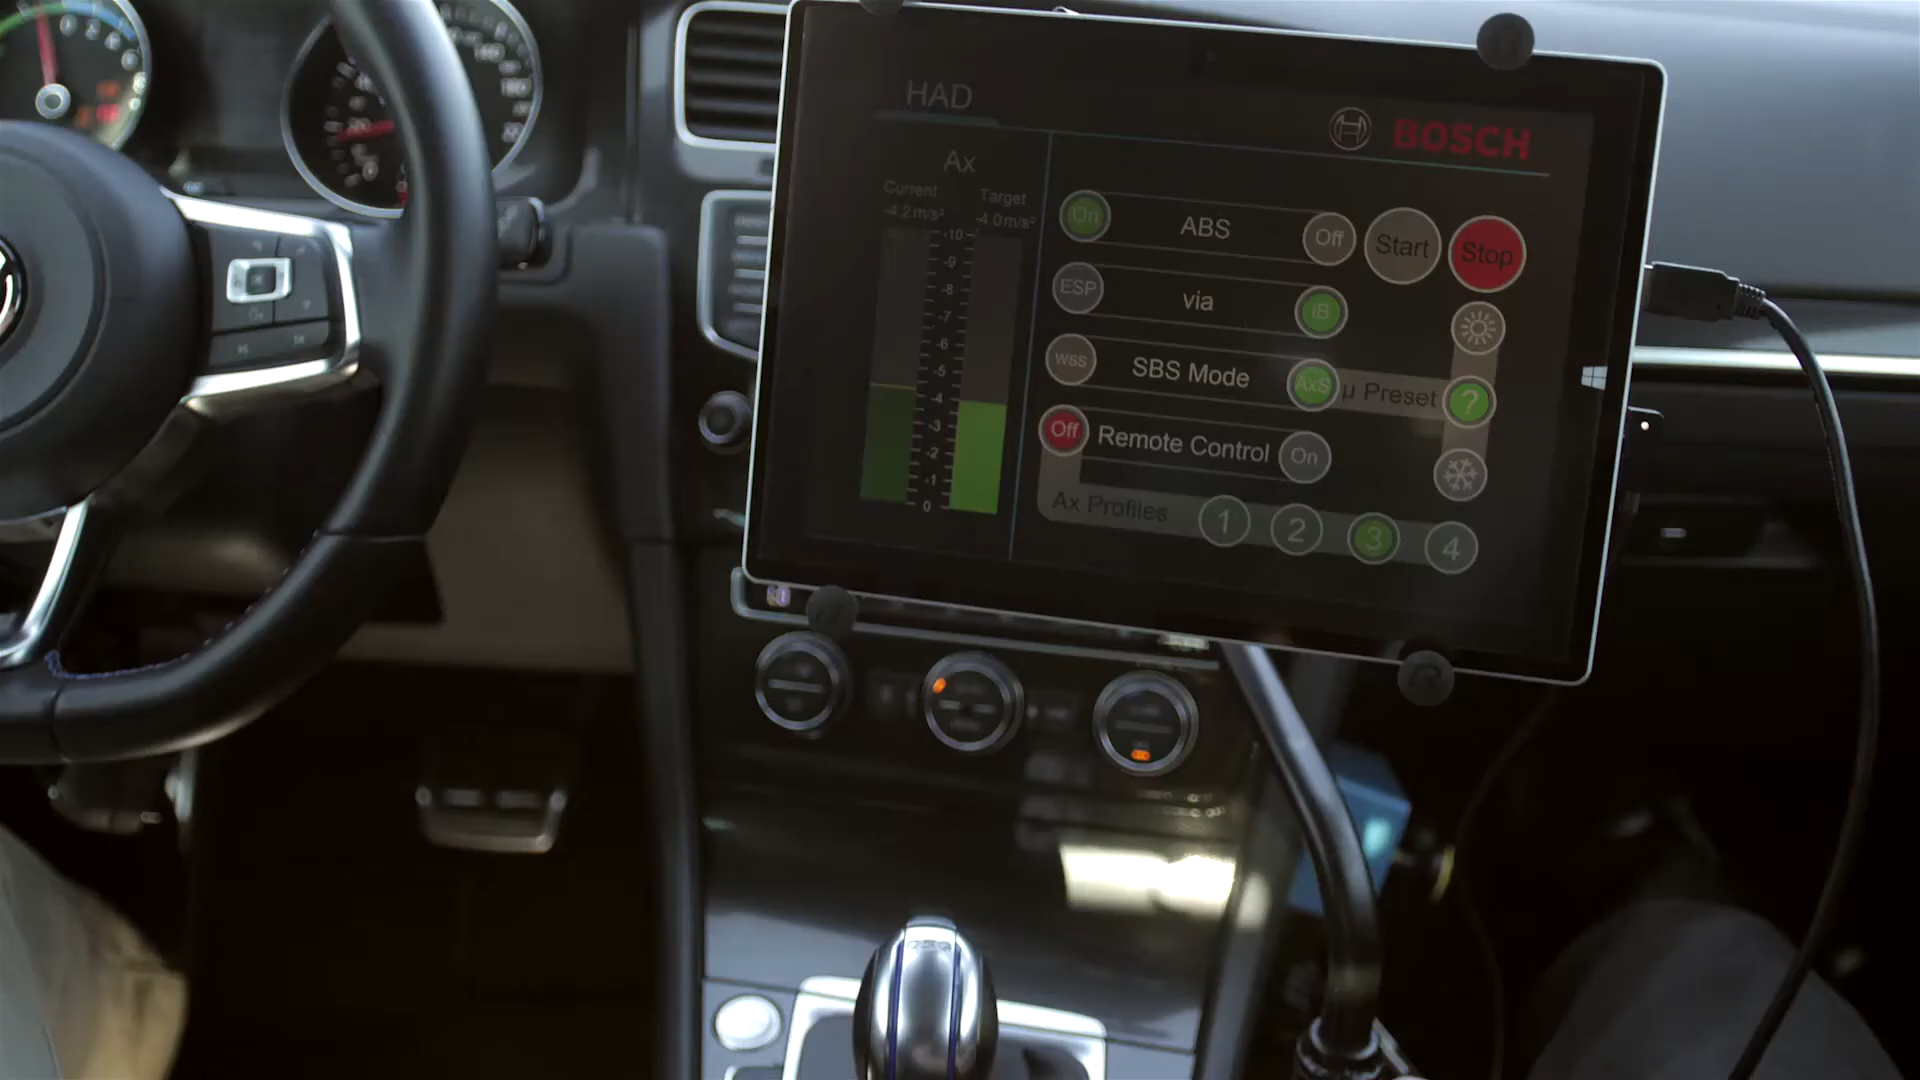 HAD
BOSCH
Ax
Current
Target
-4.2m/s²
-4.0m/s²
-10
-9
-8
-7
-6
-5
-4
-3
-2
-1
0
On ABS Off
Start
Stop
ESP via iB
WSS SBS Mode AxS
µ Preset ?
Off Remote Control On
Ax Profiles 1 2 3 4
DSG